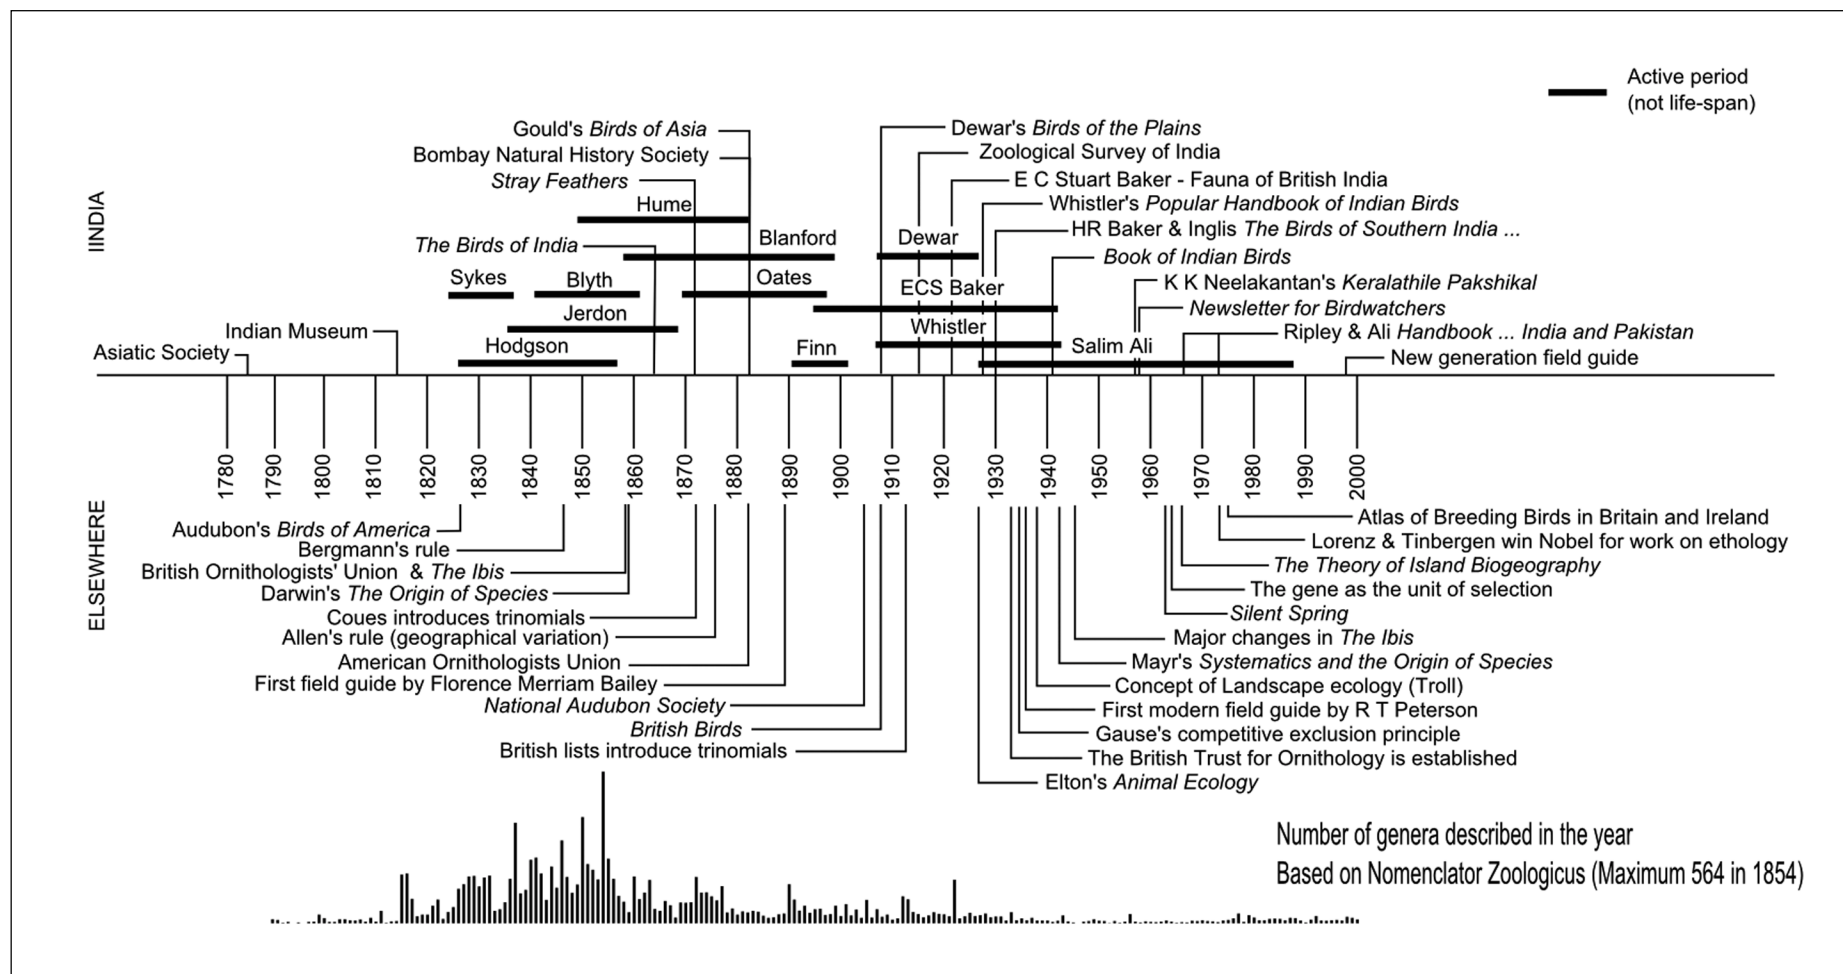 Active period
(not life-span)
IINDIA
Gould's Birds of Asia
Bombay Natural History Society
Stray Feathers
Hume
The Birds of India
Blanford
Sykes
Blyth
Oates
Jerdon
Indian Museum
Hodgson
Finn
Asiatic Society
Dewar's Birds of the Plains
Zoological Survey of India
E C Stuart Baker - Fauna of British India
Whistler's Popular Handbook of Indian Birds
HR Baker & Inglis The Birds of Southern India ...
Dewar
Book of Indian Birds
K K Neelakantan's Keralathile Pakshikal
ECS Baker
Newsletter for Birdwatchers
Whistler
Ripley & Ali Handbook ... India and Pakistan
Salim Ali
New generation field guide
1780
1790
1800
1810
1820
1830
1840
1850
1860
1870
1880
1890
1900
1910
1920
1930
1940
1950
1960
1970
1980
1990
2000
ELSEWHERE
Audubon's Birds of America
Bergmann's rule
British Ornithologists' Union & The Ibis
Darwin's The Origin of Species
Coues introduces trinomials
Allen's rule (geographical variation)
American Ornithologists Union
First field guide by Florence Merriam Bailey
National Audubon Society
British Birds
British lists introduce trinomials
Atlas of Breeding Birds in Britain and Ireland
Lorenz & Tinbergen win Nobel for work on ethology
The Theory of Island Biogeography
The gene as the unit of selection
Silent Spring
Major changes in The Ibis
Mayr's Systematics and the Origin of Species
Concept of Landscape ecology (Troll)
First modern field guide by R T Peterson
Gause's competitive exclusion principle
The British Trust for Ornithology is established
Elton's Animal Ecology
Number of genera described in the year
Based on Nomenclator Zoologicus (Maximum 564 in 1854)